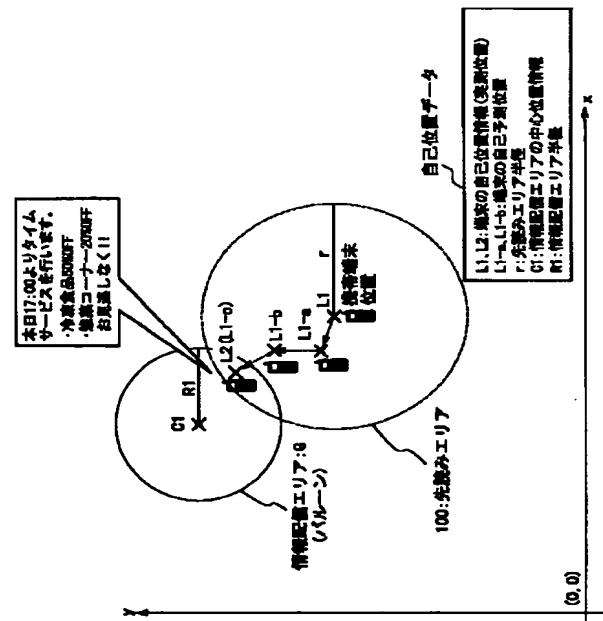 本日17:00よりタイム
サービスを行います。
・冷凍食品50%OFF
・惣菜コーナー20%OFF
お見逃しなく!!
自己位置データ
L1,L2:端末の自己位置情報(実測位置)
L1-a,L1-b:端末の自己予測位置
r:先読みエリア半径
C1:情報配信エリアの中心位置情報
R1:情報配信エリア半径
C1
R1
L2(L1-c)
L1-b
L1-a
L1
r
携帯端末
位置
情報配信エリア:G
(バルーン)
100:先読みエリア
y
(0,0)
x